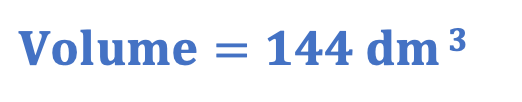 Volume = 144 dm³